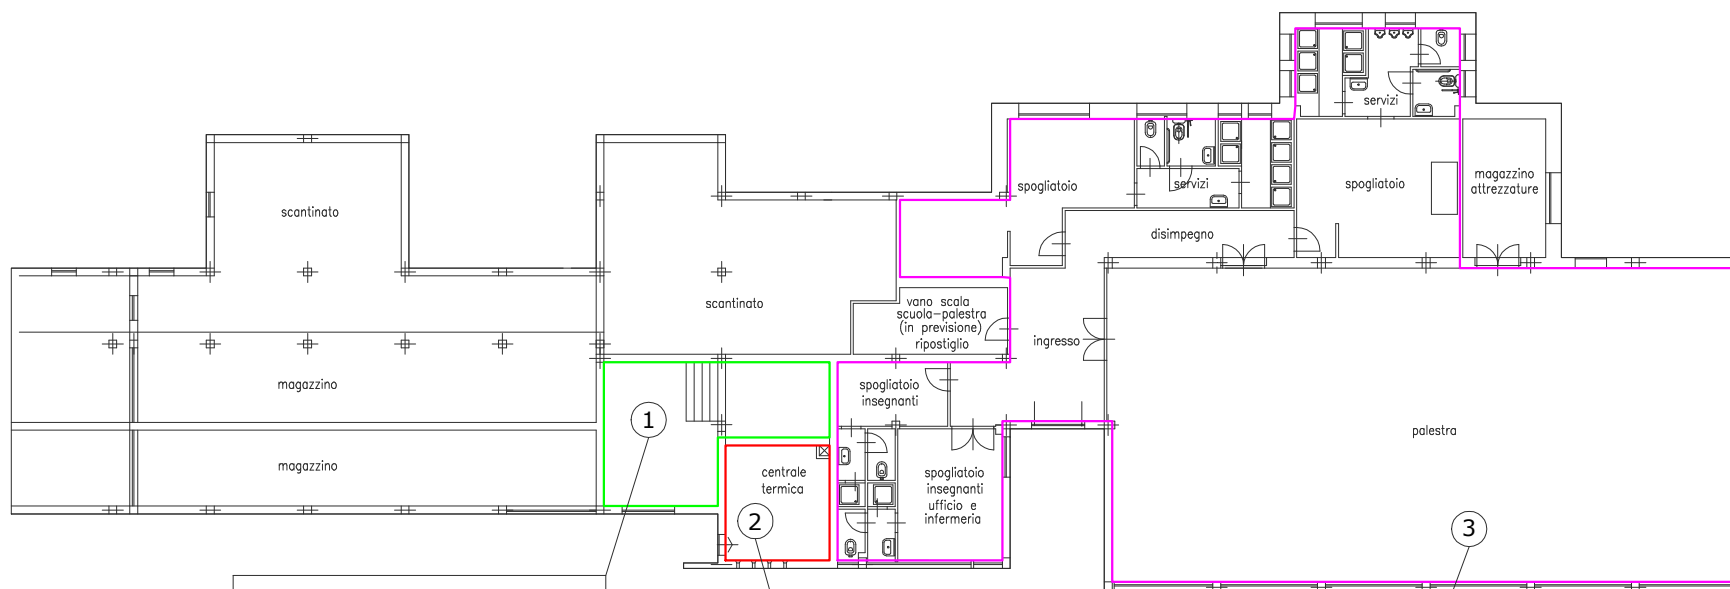 servizi
spogliatoio
servizi
spogliatoio
magazzino
attrezzature
scantinato
disimpegno
scantinato
vano scala
scuola-palestra
(in previsione)
ripostiglio
ingresso
magazzino
spogliatoio
insegnanti
1
palestra
magazzino
centrale
termica
spogliatoio
insegnanti
ufficio e
infermeria
2
3